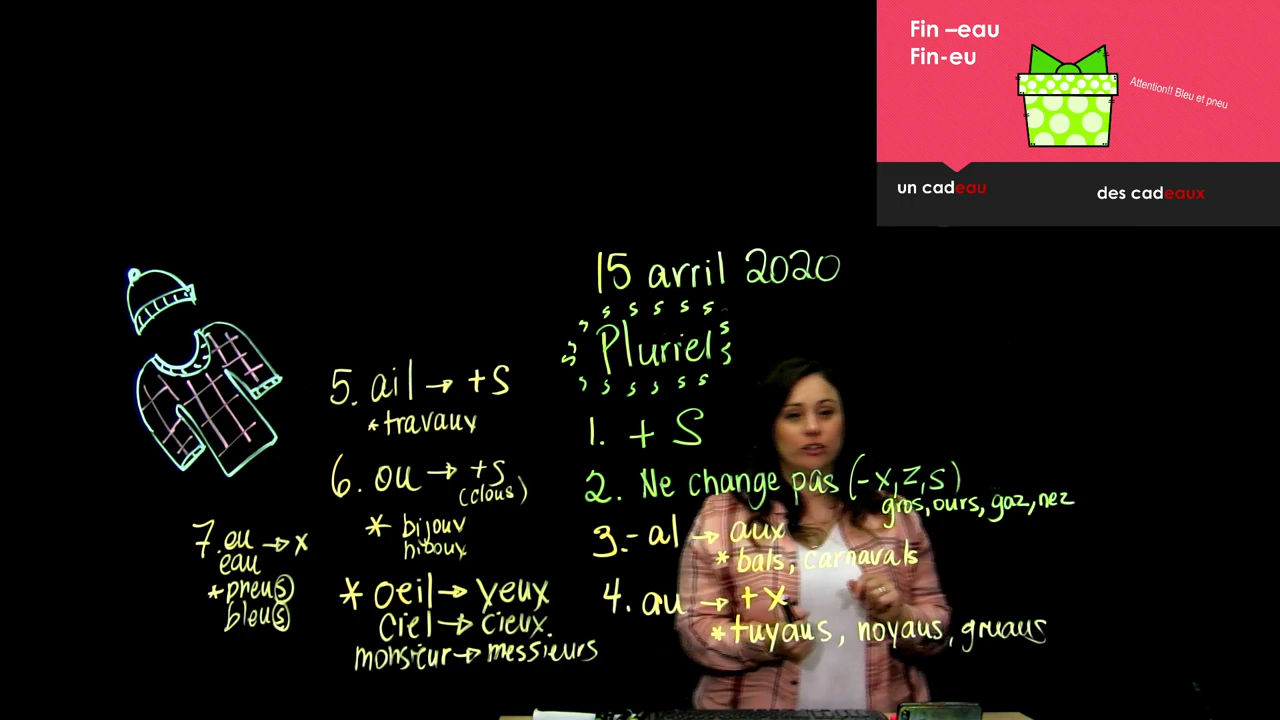 Fin –eau
Fin-eu
Attention!! Bleu et pneu
un cadeau
des cadeaux
15 avril 2020
s s s s s s s s s s s s s s s s s
Pluriel
1. + S
2. Ne change pas (-x, z, s)
gros, ours, gaz, nez
3. -al → aux
* bals, carnavals
4. au → +x
* tuyaus, noyaus, gruaus
5. ail → +s
* travaux
6. ou → +s
(clous)
* bijoux
hiboux
* oeil → yeux
ciel → cieux.
monsieur → messieurs
7. eu → x
eau
* pneus
bleus